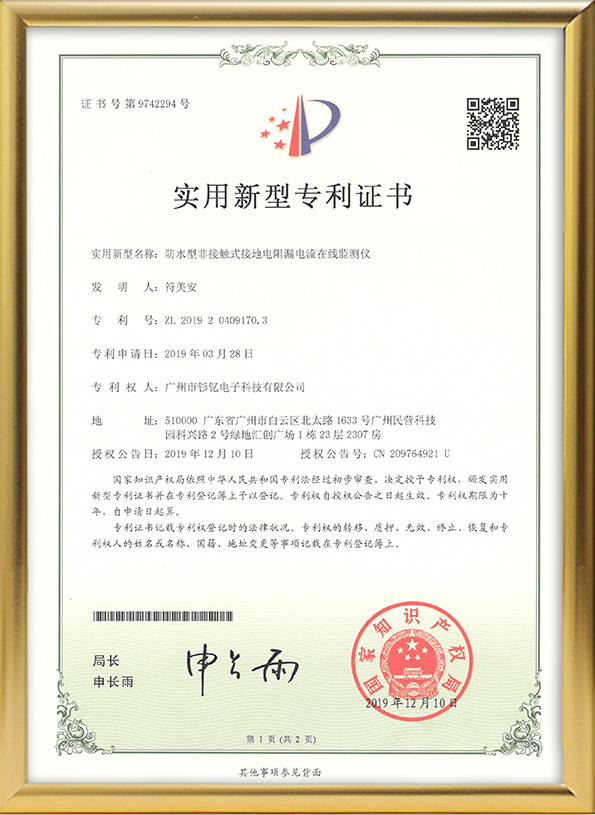 证书号第9742294号
实用新型专利证书
实用新型名称：防水型非接触式接地电阻漏电流在线监测仪
发明人：符美安
专利号：ZL 2019 2 0409170.3
专利申请日：2019年03月28日
专利权人：广州市钐钇电子科技有限公司
地址：510000 广东省广州市白云区北太路1633号广州民营科技
园科兴路2号绿地汇创广场1栋23层2307房
授权公告日：2019年12月10日 授权公告号：CN 209764921 U
国家知识产权局依照中华人民共和国专利法经过初步审查，决定授予专利权，颁发实用
新型专利证书并在专利登记簿上予以登记。专利权自授权公告之日起生效。专利权期限为十
年，自申请日起算。
专利证书记载专利权登记时的法律状况。专利权的转移、质押、无效、终止、恢复和专
利权人的姓名或名称、国籍、地址变更等事项记载在专利登记簿上。
局长
申长雨
申长雨
国家知识产权局
2019年12月10日
第1页(共2页)
其他事项参见背面